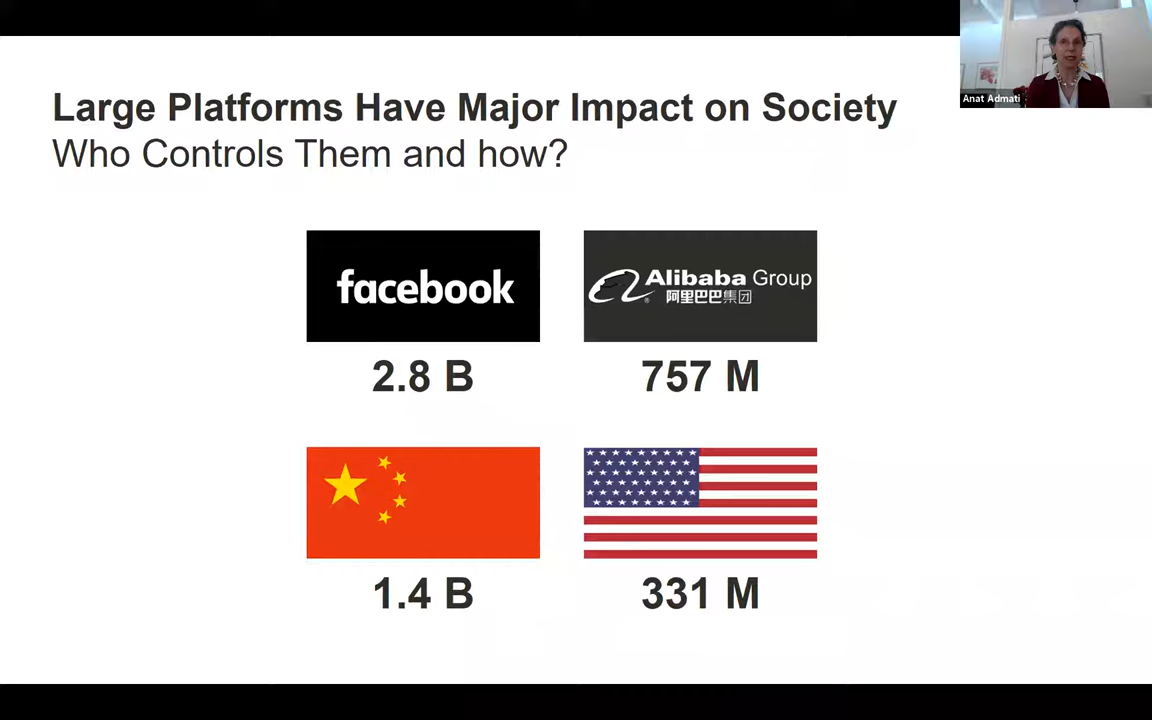 Anat Admati
Large Platforms Have Major Impact on Society
Who Controls Them and how?
facebook
Alibaba Group
®
阿里巴巴集团
2.8 B
757 M
1.4 B
331 M